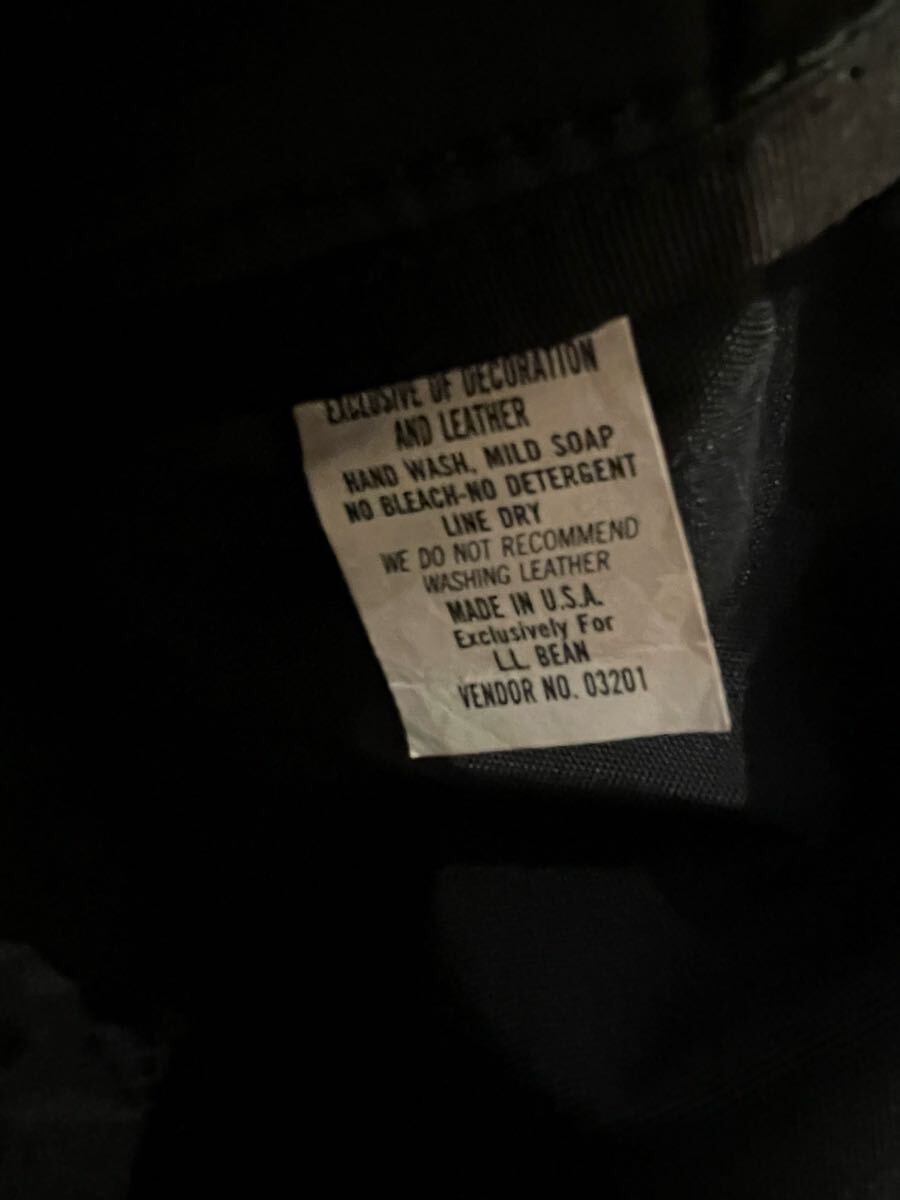 EXCLUSIVE OF DECORATION
AND LEATHER
HAND WASH, MILD SOAP
NO BLEACH-NO DETERGENT
LINE DRY
WE DO NOT RECOMMEND
WASHING LEATHER
MADE IN U.S.A.
Exclusively For
L.L. BEAN
VENDOR NO. 03201